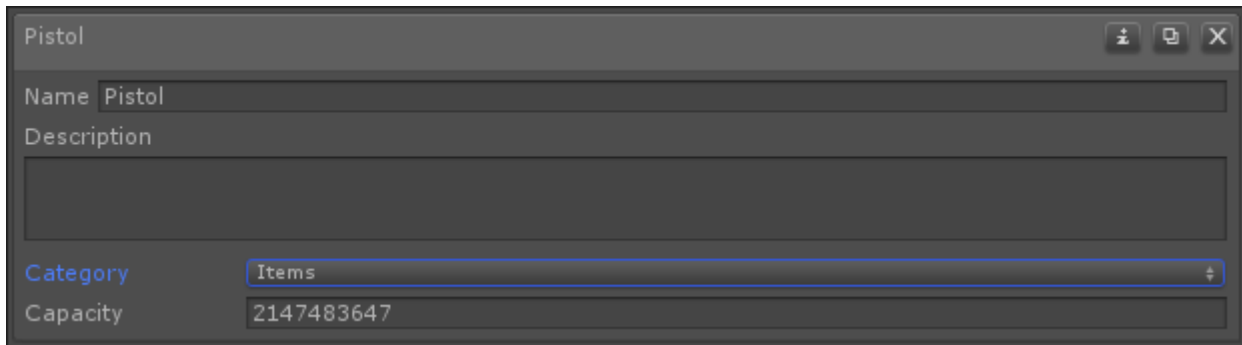 Pistol
Name Pistol
Description
Category Items
Capacity 2147483647